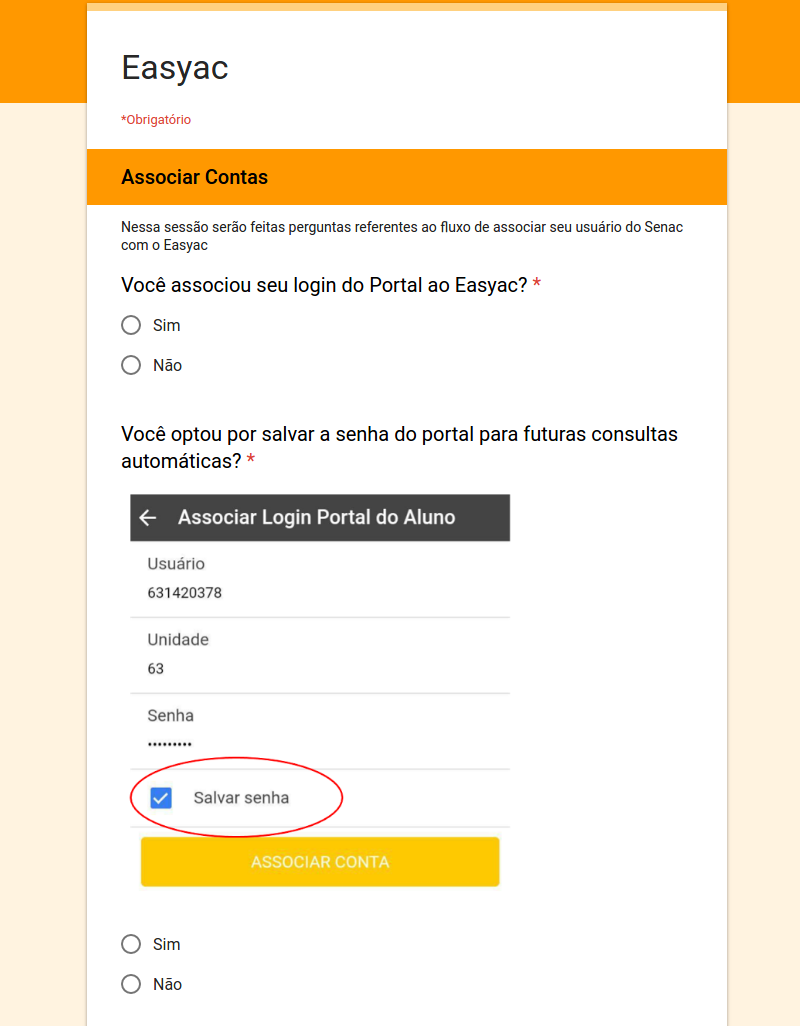 Easyac
*Obrigatório
Associar Contas
Nessa sessão serão feitas perguntas referentes ao fluxo de associar seu usuário do Senac
com o Easyac
Você associou seu login do Portal ao Easyac? *
Sim
Não
Você optou por salvar a senha do portal para futuras consultas
automáticas? *
Associar Login Portal do Aluno
Usuário
631420378
Unidade
63
Senha
•••••••••
Salvar senha
ASSOCIAR CONTA
Sim
Não